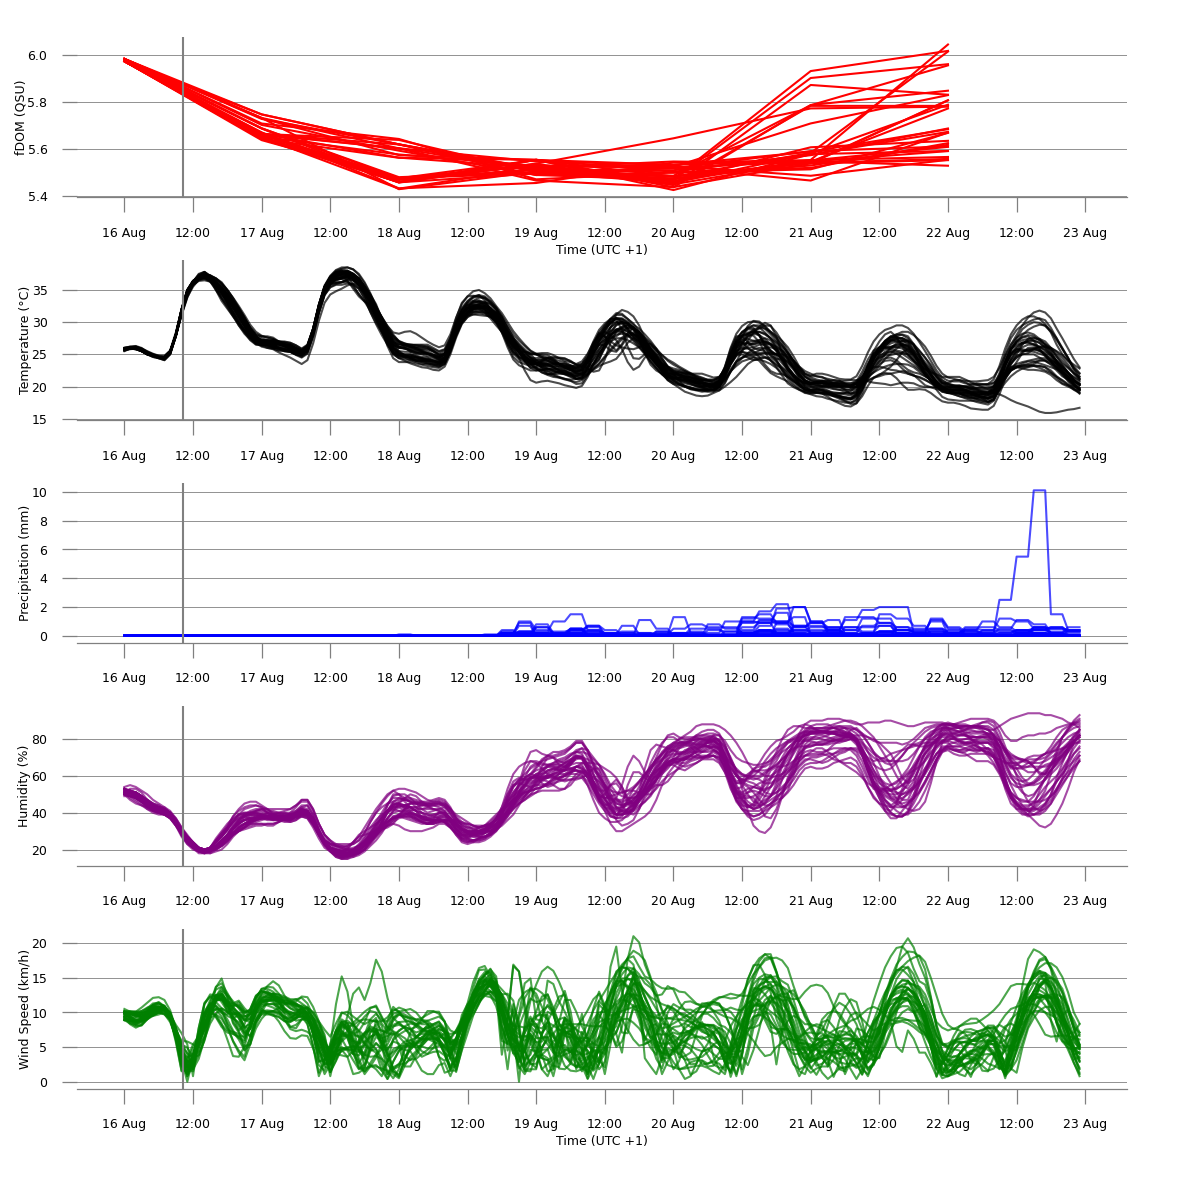 6.0
5.8
5.6
5.4
fDOM (QSU)
16 Aug 12:00 17 Aug 12:00 18 Aug 12:00 19 Aug 12:00 20 Aug 12:00 21 Aug 12:00 22 Aug 12:00 23 Aug
Time (UTC +1)
35
30
25
20
15
Temperature (°C)
16 Aug 12:00 17 Aug 12:00 18 Aug 12:00 19 Aug 12:00 20 Aug 12:00 21 Aug 12:00 22 Aug 12:00 23 Aug
10
8
6
4
2
0
Precipitation (mm)
16 Aug 12:00 17 Aug 12:00 18 Aug 12:00 19 Aug 12:00 20 Aug 12:00 21 Aug 12:00 22 Aug 12:00 23 Aug
80
60
40
20
Humidity (%)
16 Aug 12:00 17 Aug 12:00 18 Aug 12:00 19 Aug 12:00 20 Aug 12:00 21 Aug 12:00 22 Aug 12:00 23 Aug
20
15
10
5
0
Wind Speed (km/h)
16 Aug 12:00 17 Aug 12:00 18 Aug 12:00 19 Aug 12:00 20 Aug 12:00 21 Aug 12:00 22 Aug 12:00 23 Aug
Time (UTC +1)